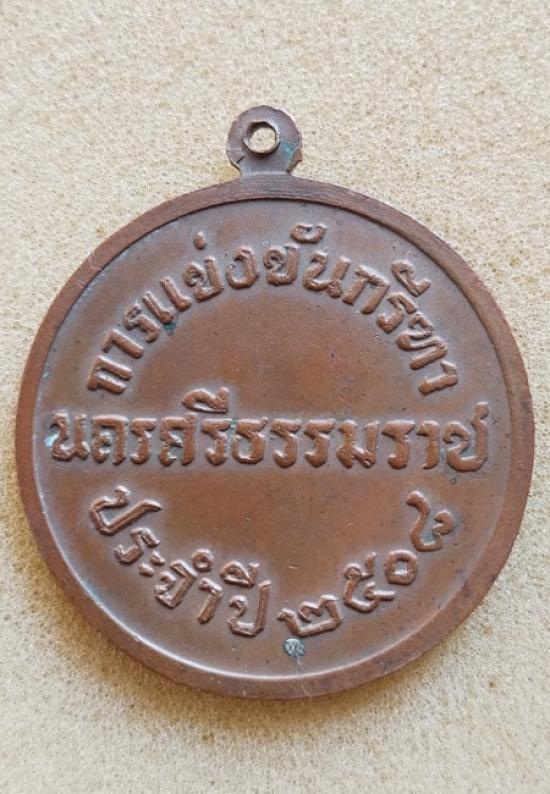 การแข่งขันกรีฑา
นครศรีธรรมราช
ประจำปี ๒๕๐๘